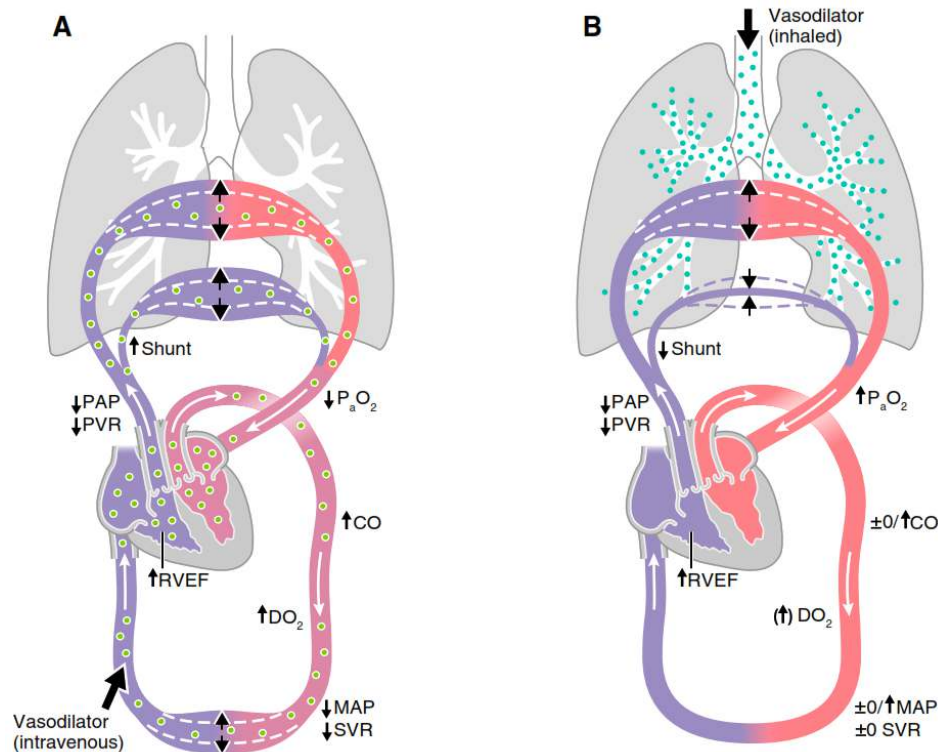 A
↑Shunt
↓PAP
↓PVR
↓PaO2
↑CO
↑RVEF
↑DO2
Vasodilator
(intravenous)
↓MAP
↓SVR
B
Vasodilator
(inhaled)
↓Shunt
↓PAP
↓PVR
↑PaO2
±0/↑CO
↑RVEF
(↑) DO2
±0/↑MAP
±0 SVR